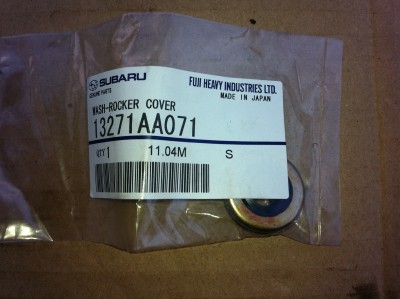 SUBARU
GENUINE PARTS
FUJI HEAVY INDUSTRIES LTD.
MADE IN JAPAN
WASH-ROCKER COVER
13271AA071
QTY 1 11.04M S